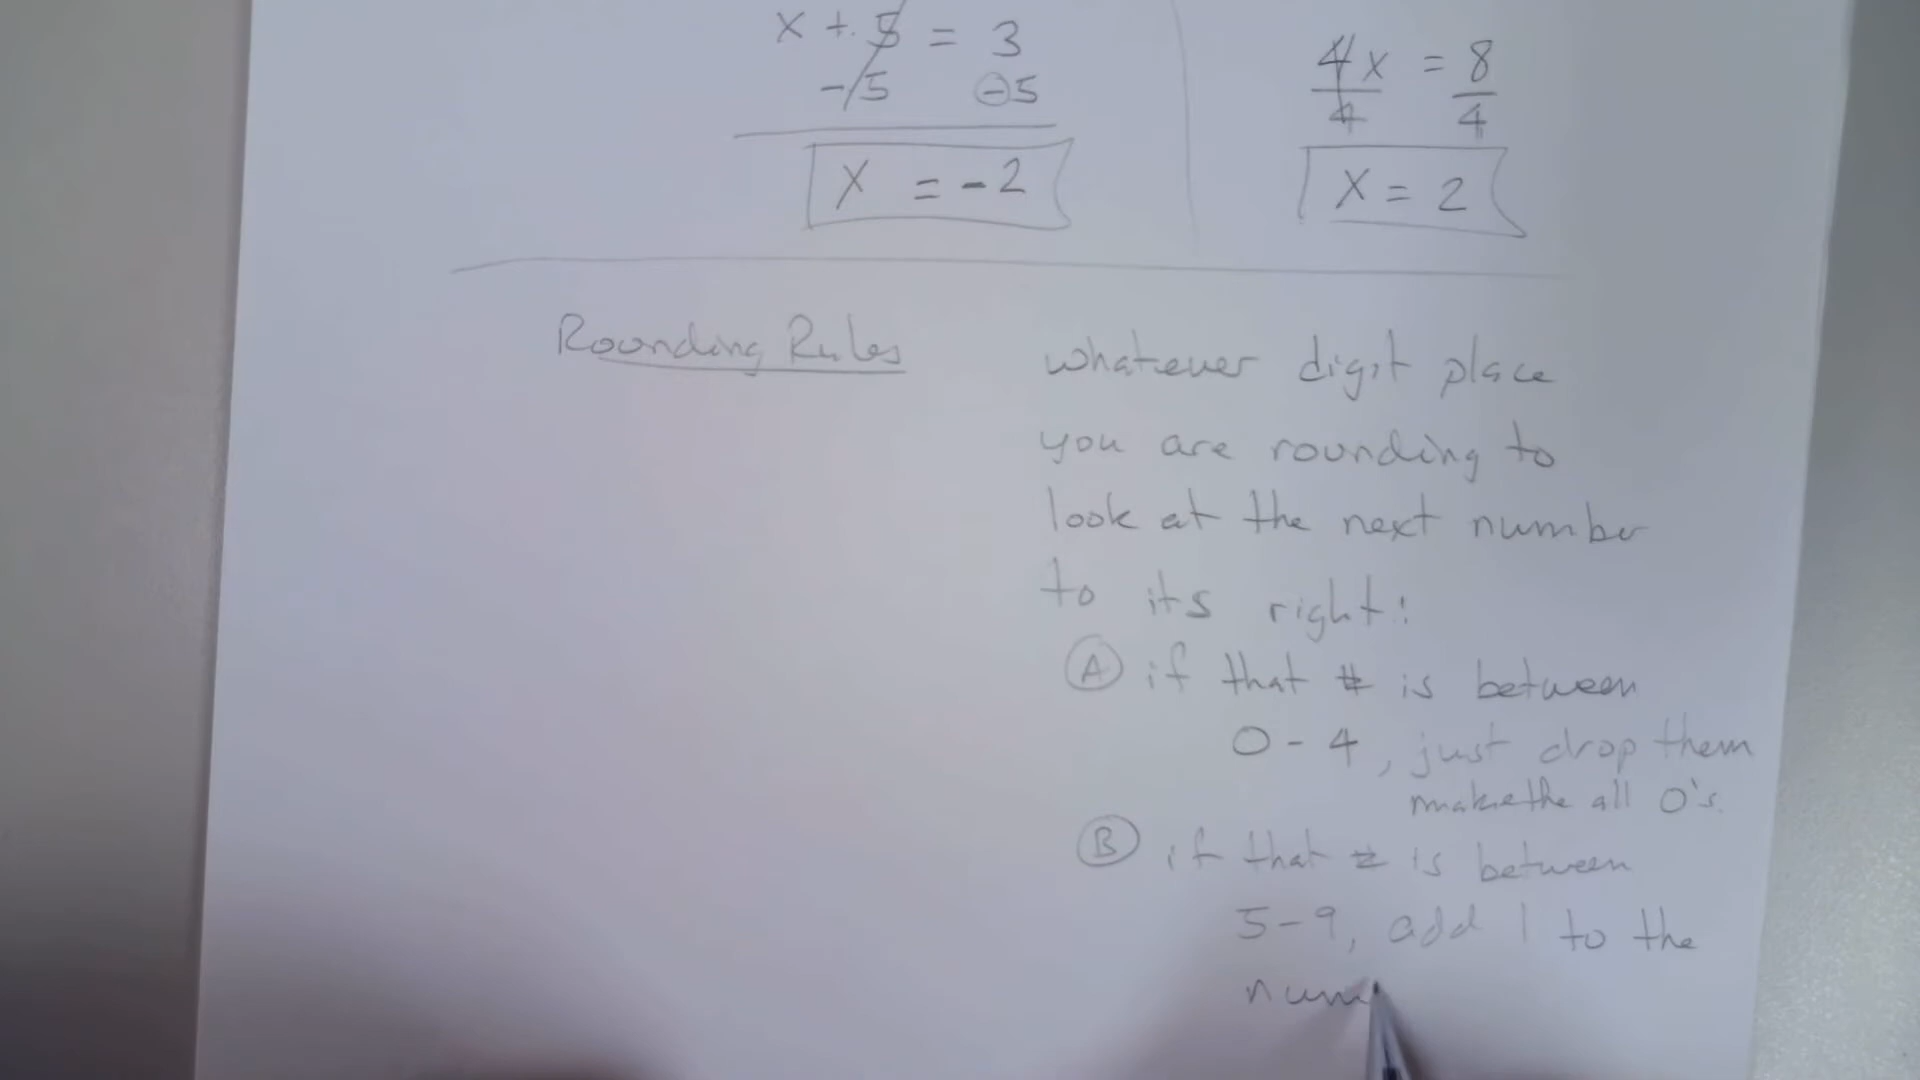 x + 5 = 3
-5 -5
x = -2
4x = 8
4 4
x = 2
Rounding Rules
whatever digit place
you are rounding to
look at the next number
to its right:
A if that # is between
0-4, just drop them
make the all 0's.
B if that # is between
5-9, add 1 to the
num